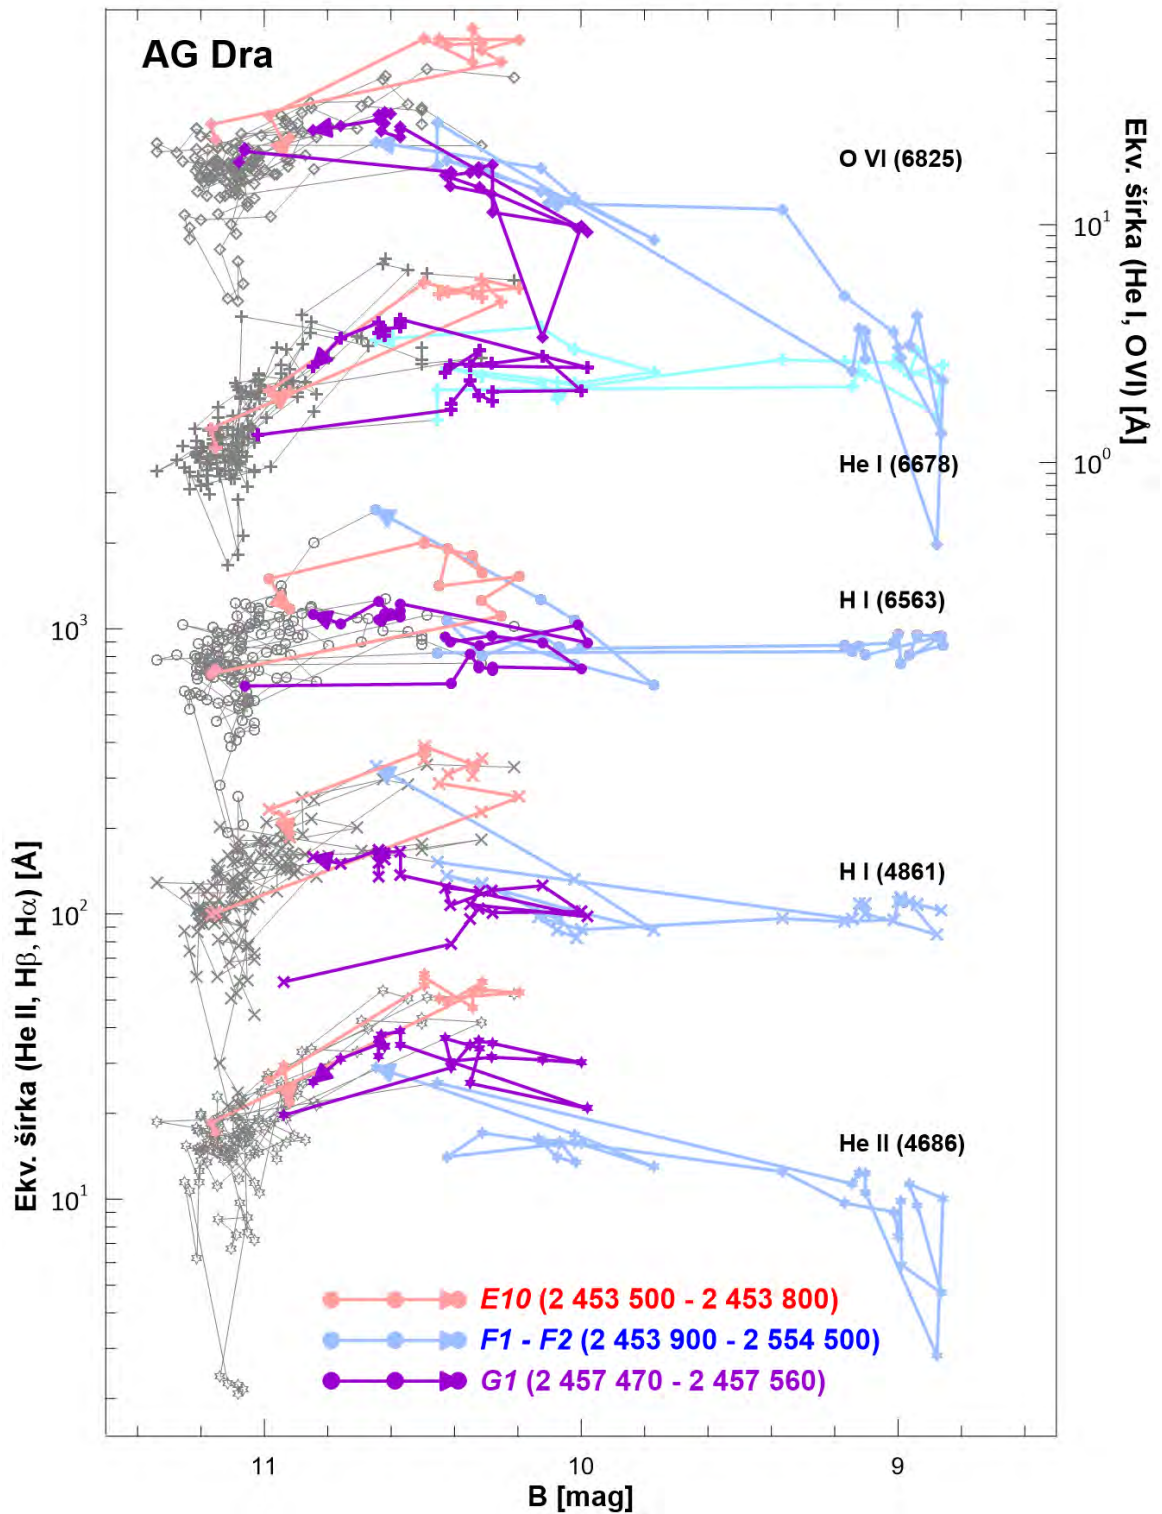 AG Dra
O VI (6825)
Ekv. šírka (He I, OVI) [Å]
10¹
He I (6678)
10⁰
H I (6563)
10³
H I (4861)
10²
Ekv. šírka (He II, Hβ, Hα) [Å]
He II (4686)
10¹
E10 (2 453 500 - 2 453 800)
F1 - F2 (2 453 900 - 2 554 500)
G1 (2 457 470 - 2 457 560)
11 10 9
B [mag]